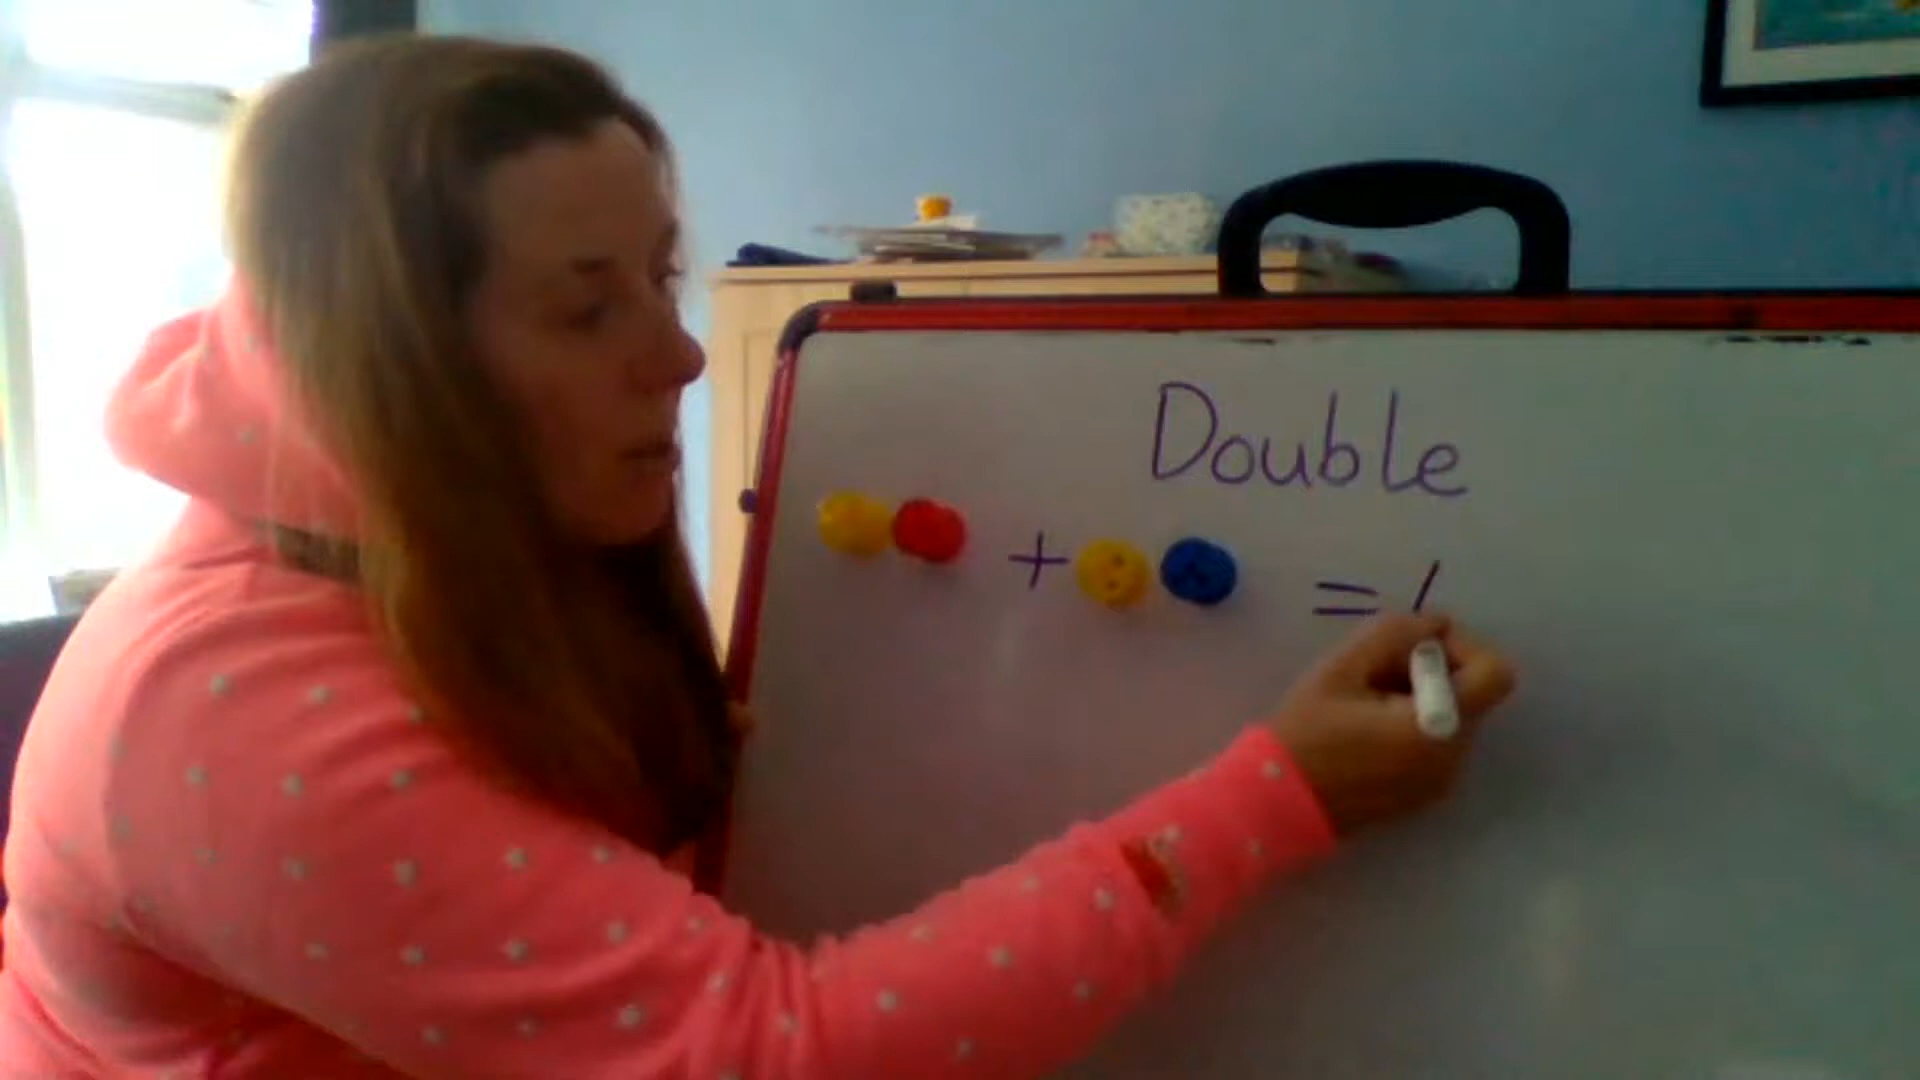 Double
+ =